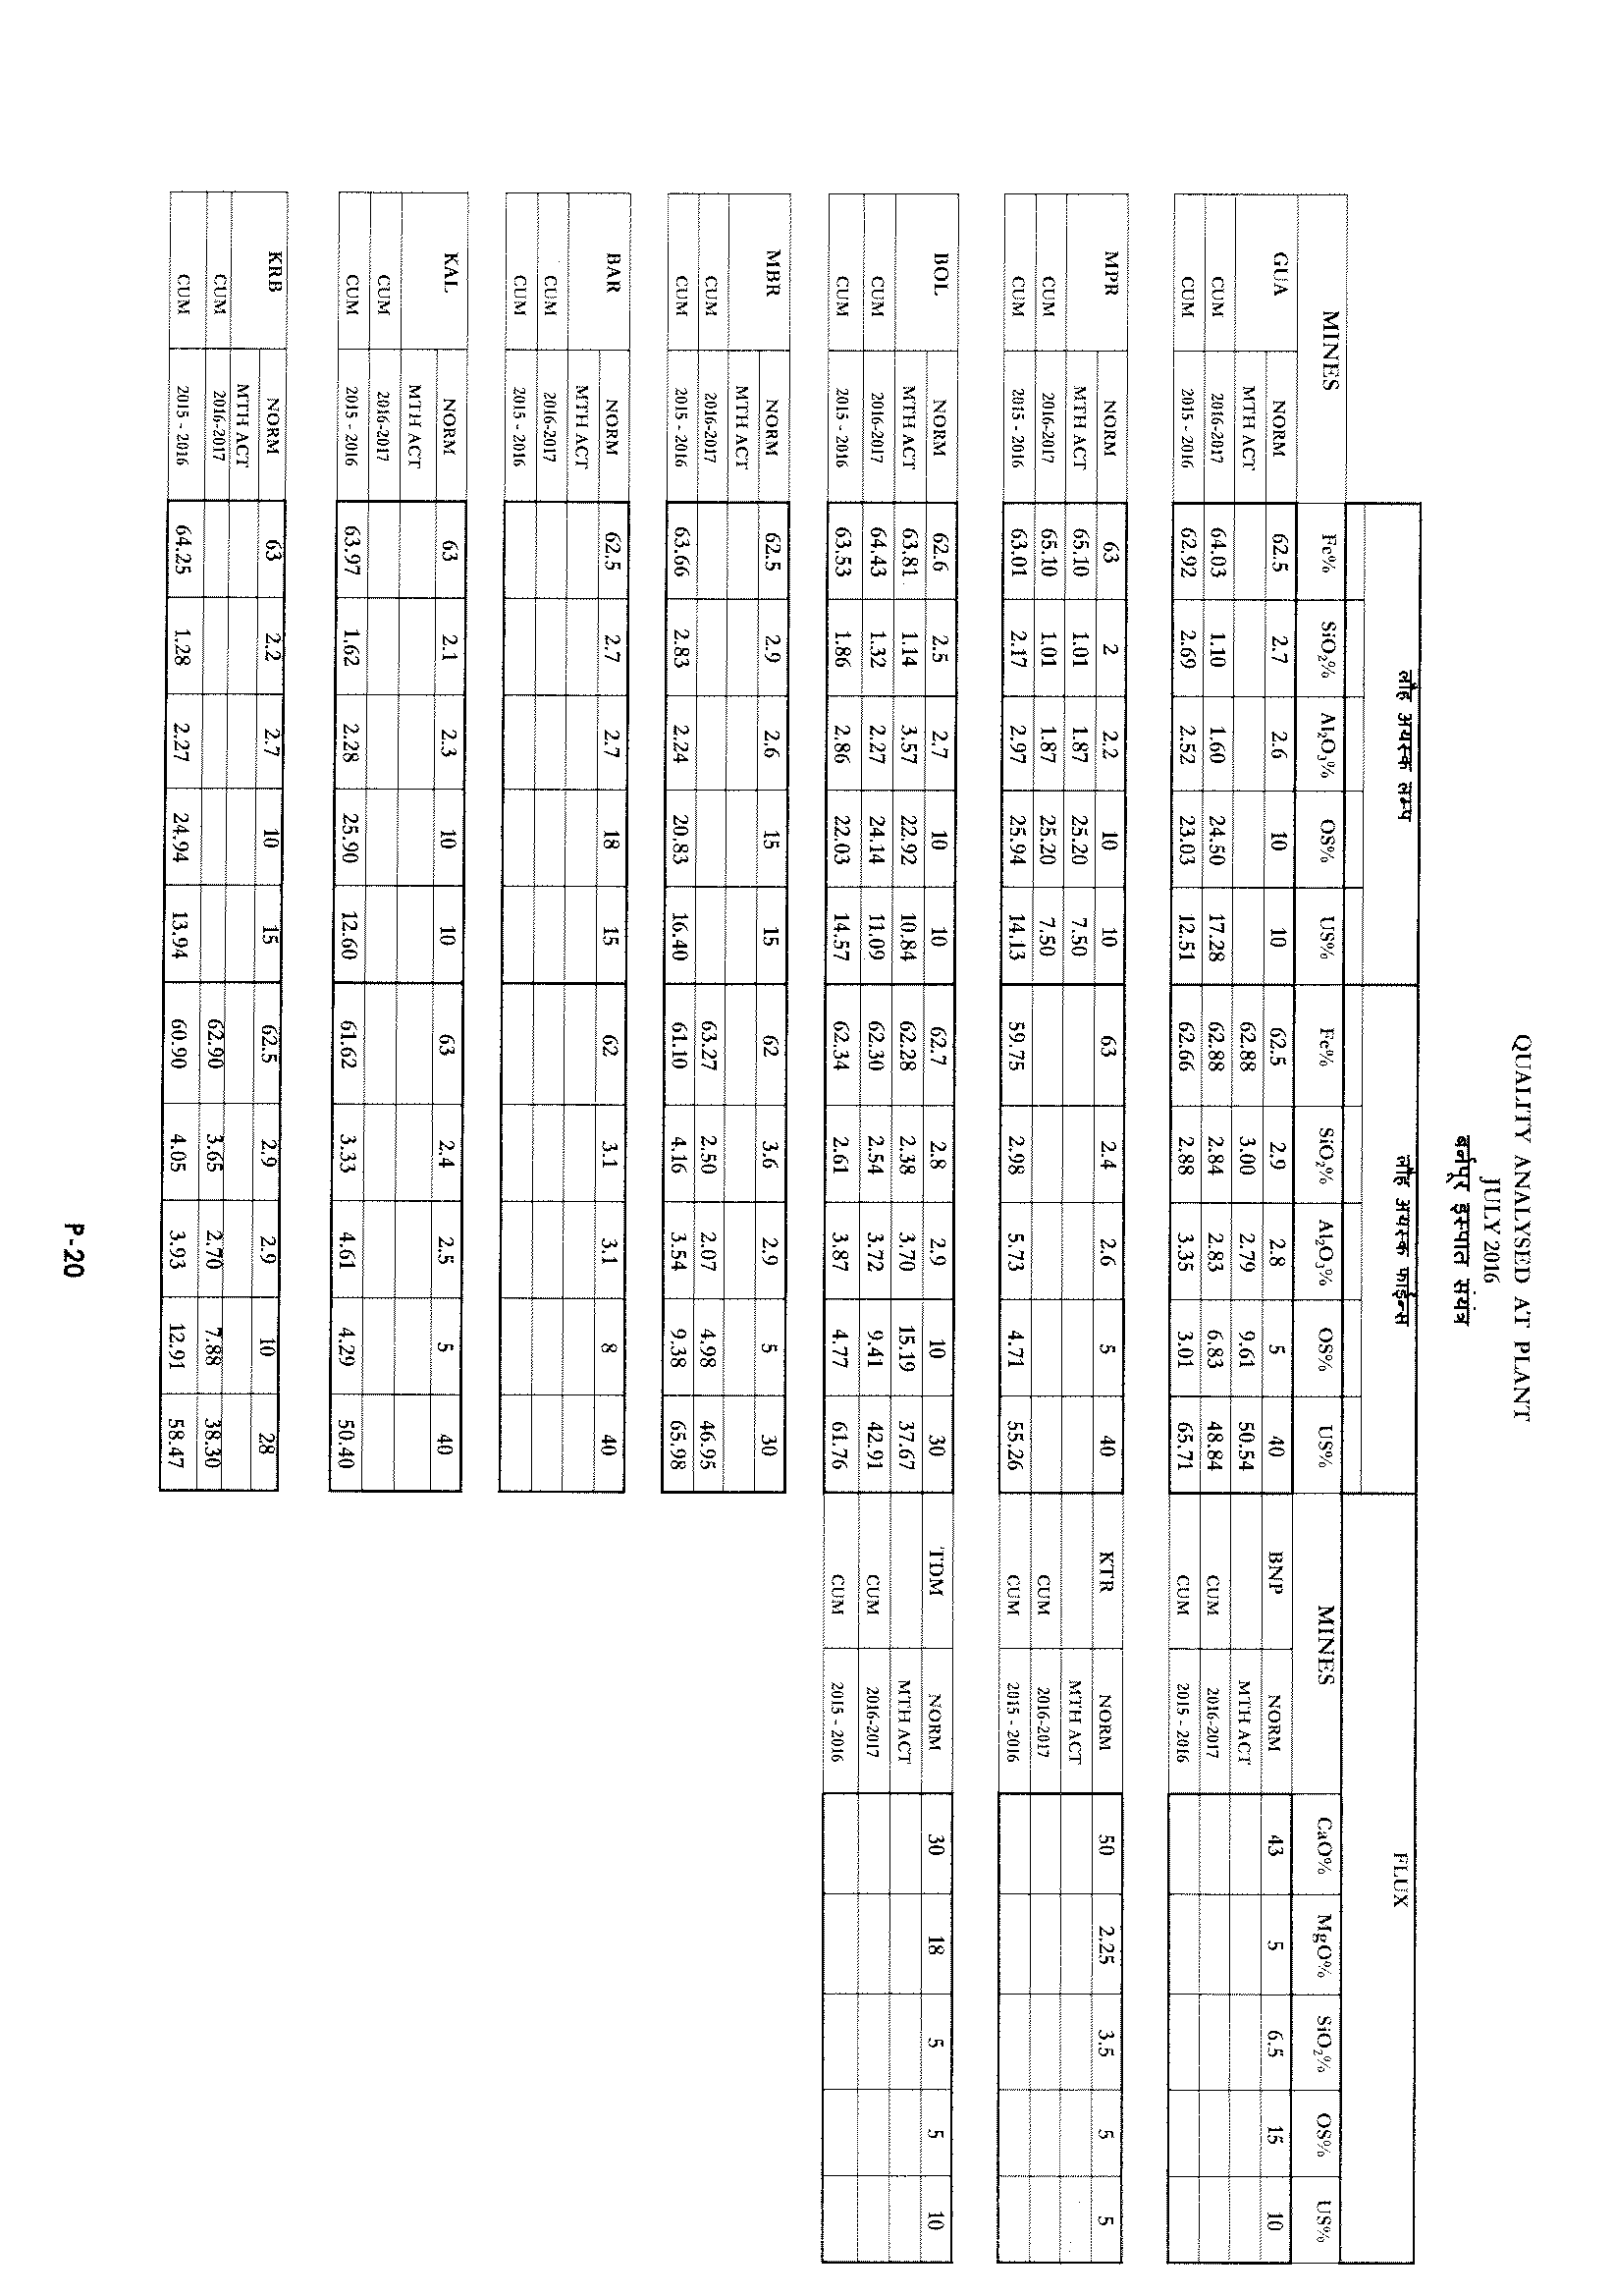 QUALITY ANALYSED AT PLANT
JULY 2016
बर्नपूर इस्पात संयंत्र
लौह अयस्क लम्प लौह अयस्क फाईन्स FLUX
MINES Fe% SiO₂% Al₂O₃% OS% US% Fe% SiO₂% Al₂O₃% OS% US% MINES CaO% MgO% SiO₂% OS% US%
GUA NORM 62.5 2.7 2.6 10 10 62.5 2.9 2.8 5 40 BNP NORM 43 5 6.5 15 10
MTH ACT 62.88 3.00 2.79 9.61 50.54 MTH ACT
CUM 2016-2017 64.03 1.10 1.60 24.50 17.28 62.88 2.84 2.83 6.83 48.84 CUM 2016-2017
CUM 2015 - 2016 62.92 2.69 2.52 23.03 12.51 62.66 2.88 3.35 3.01 65.71 CUM 2015 - 2016
MPR NORM 63 2 2.2 10 10 63 2.4 2.6 5 40 KTR NORM 50 2.25 3.5 5 5
MTH ACT 65.10 1.01 1.87 25.20 7.50 MTH ACT
CUM 2016-2017 65.10 1.01 1.87 25.20 7.50 CUM 2016-2017
CUM 2015 - 2016 63.01 2.17 2.97 25.94 14.13 59.75 2.98 5.73 4.71 55.26 CUM 2015 - 2016
BOL NORM 62.6 2.5 2.7 10 10 62.7 2.8 2.9 10 30 TDM NORM 30 18 5 5 10
MTH ACT 63.81 1.14 3.57 22.92 10.84 62.28 2.38 3.70 15.19 37.67 MTH ACT
CUM 2016-2017 64.43 1.32 2.27 24.14 11.09 62.30 2.54 3.72 9.41 42.91 CUM 2016-2017
CUM 2015 - 2016 63.53 1.86 2.86 22.03 14.57 62.34 2.61 3.87 4.77 61.76 CUM 2015 - 2016
MBR NORM 62.5 2.9 2.6 15 15 62 3.6 2.9 5 30
MTH ACT
CUM 2016-2017 63.27 2.50 2.07 4.98 46.95
CUM 2015 - 2016 63.66 2.83 2.24 20.83 16.40 61.10 4.16 3.54 9.38 65.98
BAR NORM 62.5 2.7 2.7 18 15 62 3.1 3.1 8 40
MTH ACT
CUM 2016-2017
CUM 2015 - 2016
KAL NORM 63 2.1 2.3 10 10 63 2.4 2.5 5 40
MTH ACT
CUM 2016-2017
CUM 2015 - 2016 63.97 1.62 2.28 25.90 12.60 61.62 3.33 4.61 4.29 50.40
KRB NORM 63 2.2 2.7 10 15 62.5 2.9 2.9 10 28
MTH ACT
CUM 2016-2017 62.90 3.65 2.70 7.88 38.30
CUM 2015 - 2016 64.25 1.28 2.27 24.94 13.94 60.90 4.05 3.93 12.91 58.47
P-20